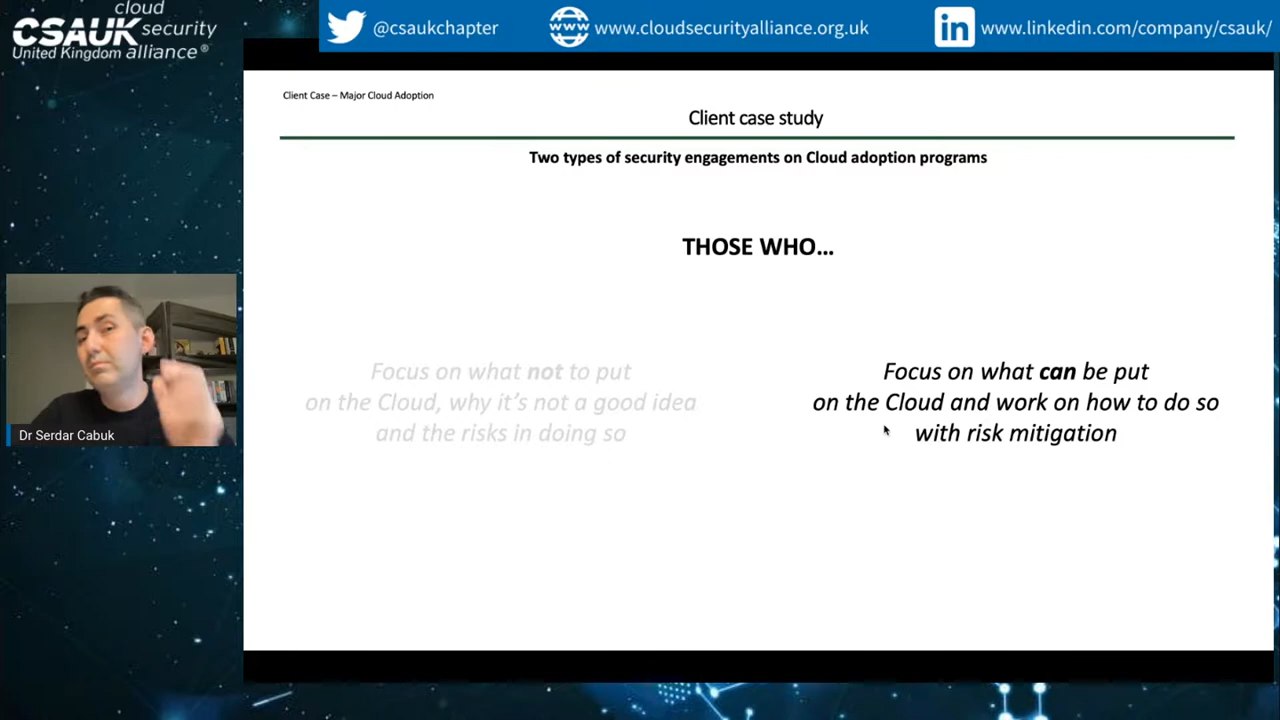 cloud
CSAUK security
United Kingdom alliance®
@csaukchapter
www.cloudsecurityalliance.org.uk
in www.linkedin.com/company/csauk/
Client Case – Major Cloud Adoption
Client case study
Two types of security engagements on Cloud adoption programs
THOSE WHO...
Focus on what not to put
on the Cloud, why it's not a good idea
and the risks in doing so
Focus on what can be put
on the Cloud and work on how to do so
with risk mitigation
Dr Serdar Cabuk